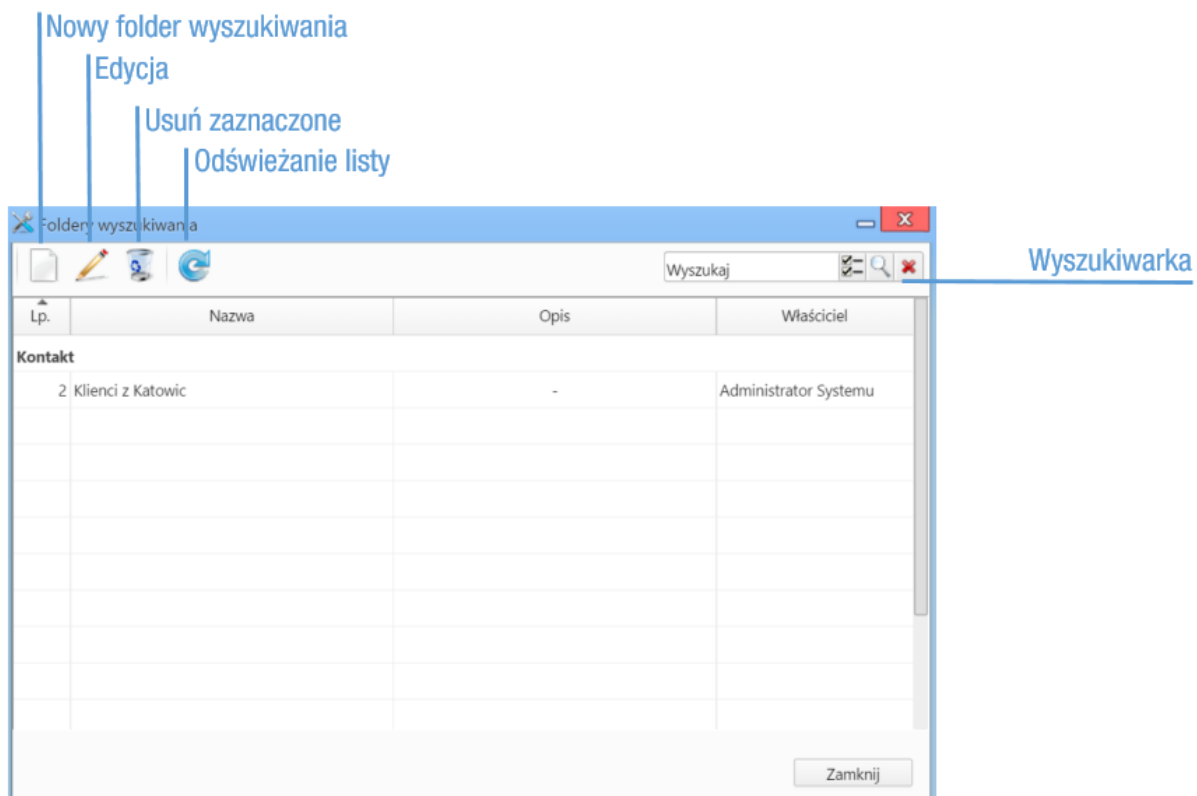 Nowy folder wyszukiwania
Edycja
Usuń zaznaczone
Odświeżanie listy
Foldery wyszukiwania
Wyszukaj
Wyszukiwarka
Lp. Nazwa Opis Właściciel
Kontakt
2 Klienci z Katowic - Administrator Systemu
Zamknij